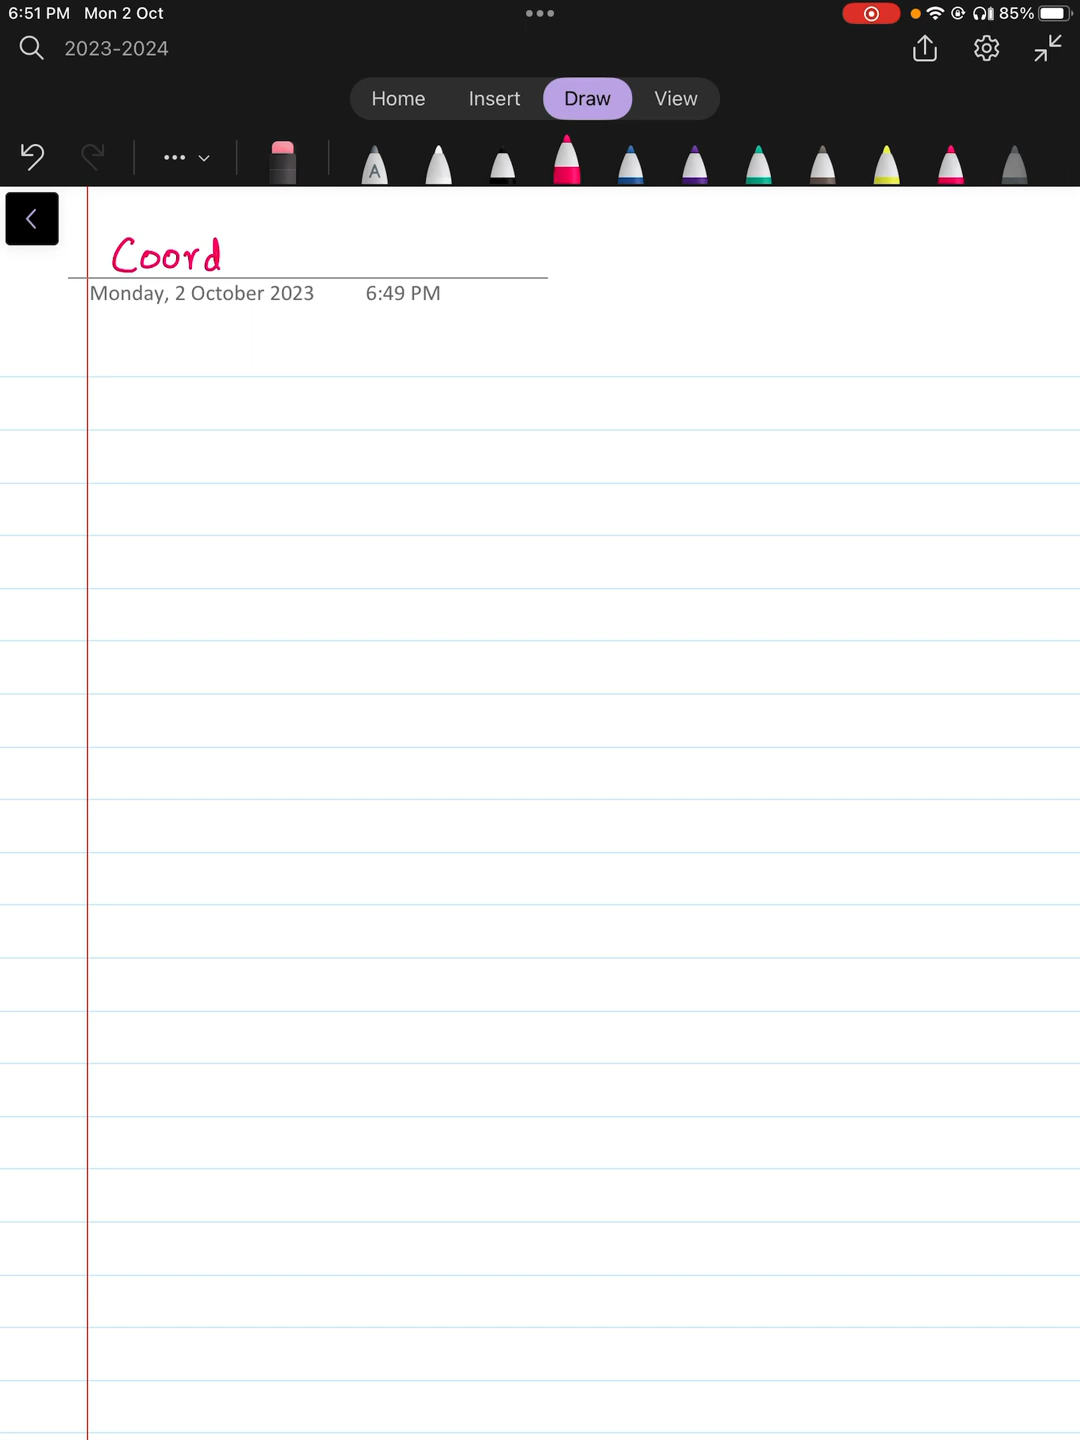 6:51 PM Mon 2 Oct 85%
2023-2024
Home Insert Draw View
A
Coord
Monday, 2 October 2023 6:49 PM